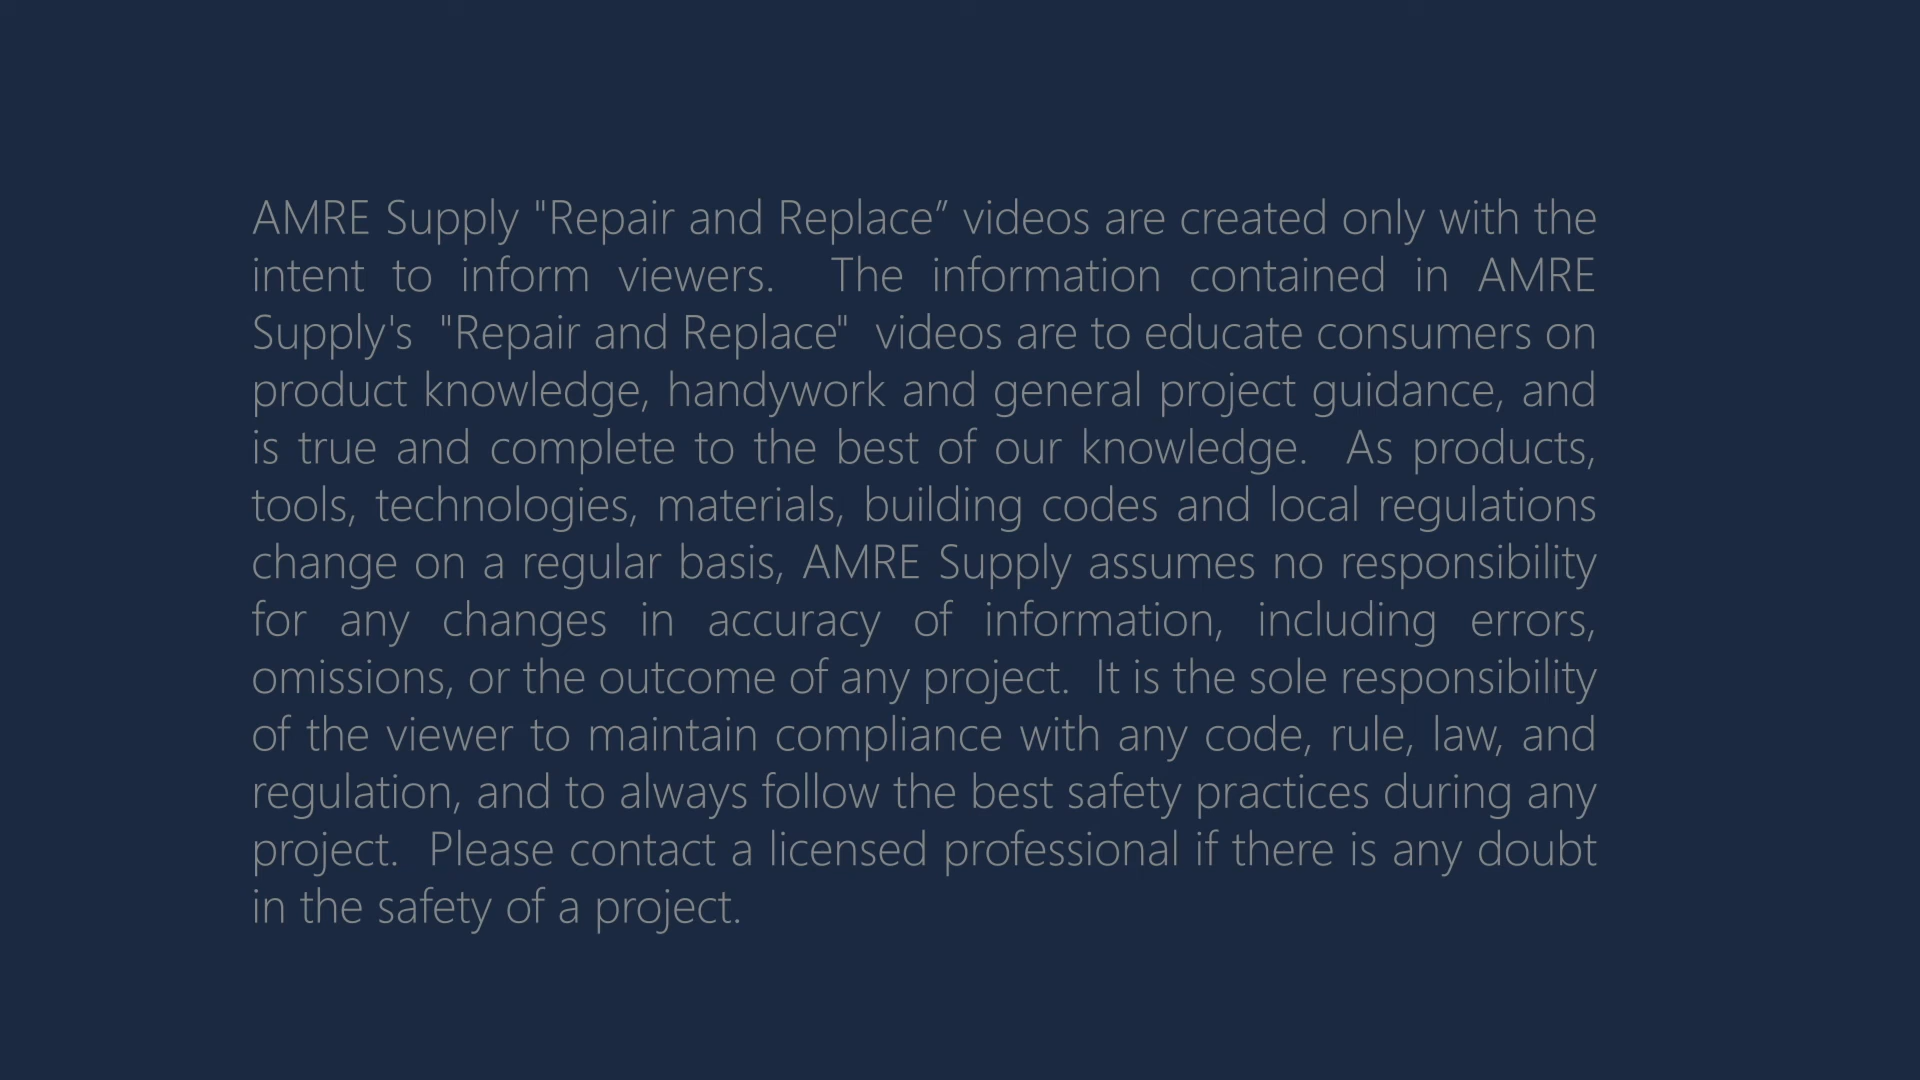 AMRE Supply "Repair and Replace” videos are created only with the
intent to inform viewers.  The information contained in AMRE
Supply's  "Repair and Replace"  videos are to educate consumers on
product knowledge, handywork and general project guidance, and
is true and complete to the best of our knowledge.  As products,
tools, technologies, materials, building codes and local regulations
change on a regular basis, AMRE Supply assumes no responsibility
for any changes in accuracy of information, including errors,
omissions, or the outcome of any project.  It is the sole responsibility
of the viewer to maintain compliance with any code, rule, law, and
regulation, and to always follow the best safety practices during any
project.  Please contact a licensed professional if there is any doubt
in the safety of a project.